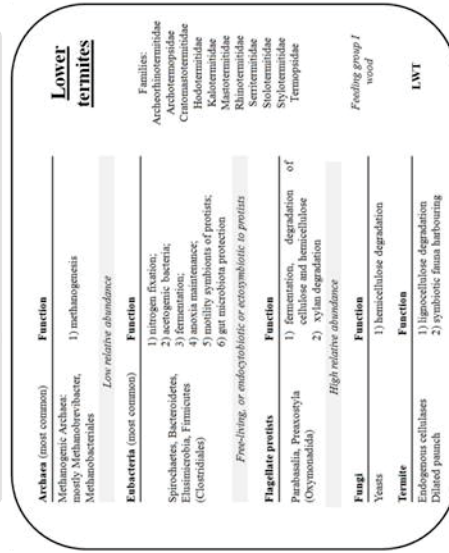 Lower
termites
Families:
Archeorhinotermitidae
Archotermopsidae
Cratomastotermitidae
Hodotermitidae
Kalotermitidae
Mastotermitidae
Rhinotermitidae
Serritermitidae
Stolotermitidae
Stylotermitidae
Termopsidae
Feeding group I
wood
LWT
Archaea (most common) Function
Methanogenic Archaea:
mostly Methanobrevibacter,
Methanobacteriales
1) methanogenesis
Low relative abundance
Eubacteria (most common) Function
Spirochaetes, Bacteroidetes,
Elusimicrobia, Firmicutes
(Clostridiales)
1) nitrogen fixation;
2) acetogenic bacteria;
3) fermentation;
4) anoxia maintenance;
5) motility symbionts of protists;
6) gut microbiota protection
Free-living, or endocytobiotic or ectosymbiotic to protists
Flagellate protists Function
Parabasalia, Preaxostyla
(Oxymonadida)
1) fermentation, degradation of
cellulose and hemicellulose
2) xylan degradation
High relative abundance
Fungi Function
Yeasts 1) hemicellulose degradation
Termite Function
Endogenous cellulases 1) lignocellulose degradation
Dilated paunch 2) symbiotic fauna harbouring